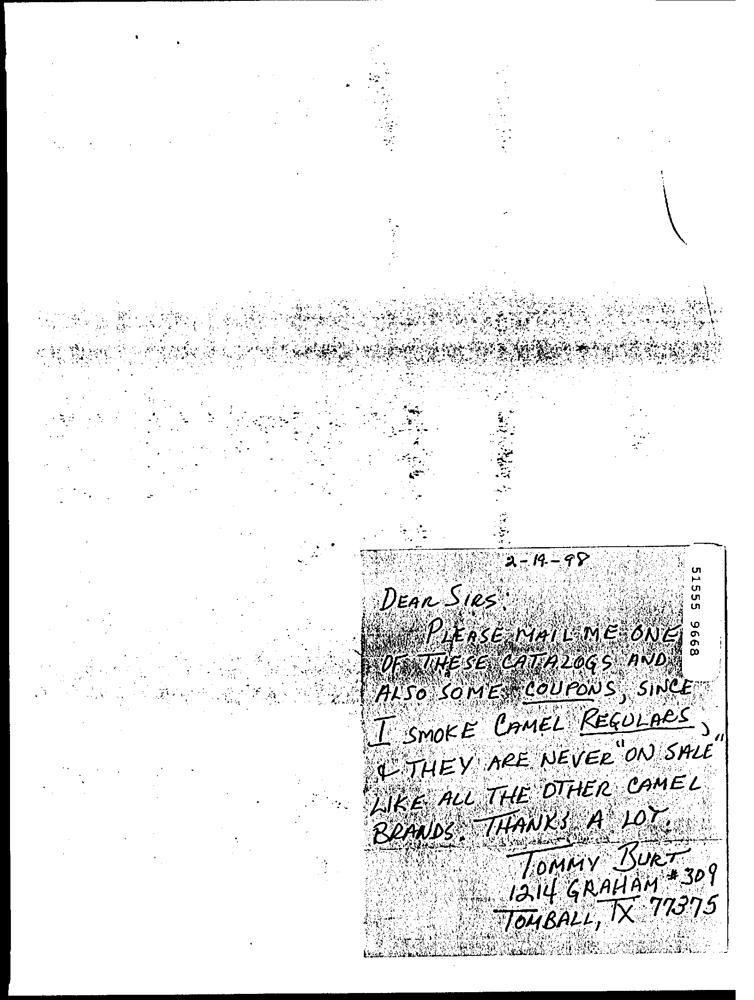 2-19-98
DEAR SIRS:
PLEASE MAIL ME ONE
OF THESE CATALOGS AND
ALSO SOME COUPONS, SINCE
I SMOKE CAMEL REGULARS,
& THEY ARE NEVER "ON SALE"
LIKE ALL THE OTHER CAMEL
BRANDS. THANKS A LOT.
TOMMY BURT
1214 GRAHAM #309
TOMBALL, TX 77375
51555 9668